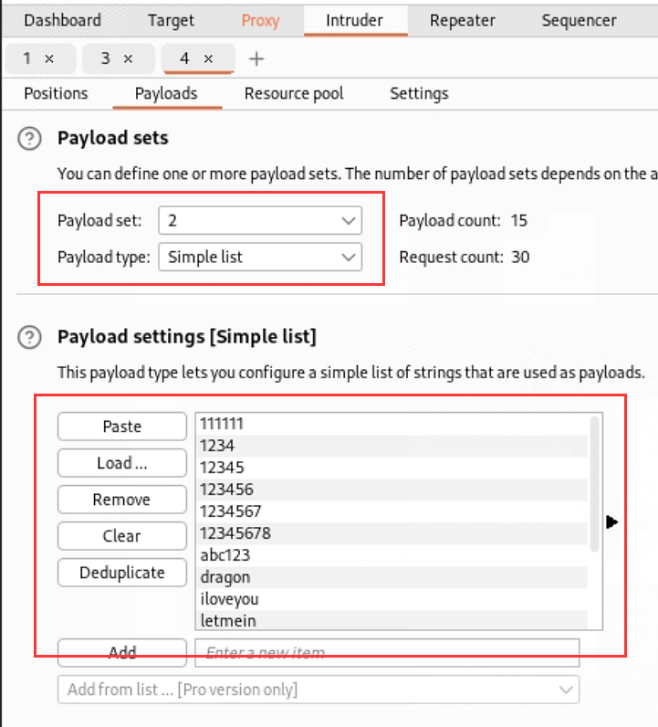 Dashboard Target Proxy Intruder Repeater Sequencer
1 × 3 × 4 × +
Positions Payloads Resource pool Settings
? Payload sets
You can define one or more payload sets. The number of payload sets depends on the a
Payload set: 2 Payload count: 15
Payload type: Simple list Request count: 30
? Payload settings [Simple list]
This payload type lets you configure a simple list of strings that are used as payloads.
Paste
Load ...
Remove
Clear
Deduplicate
111111
1234
12345
123456
1234567
12345678
abc123
dragon
iloveyou
letmein
Add Enter a new item
Add from list ... [Pro version only]